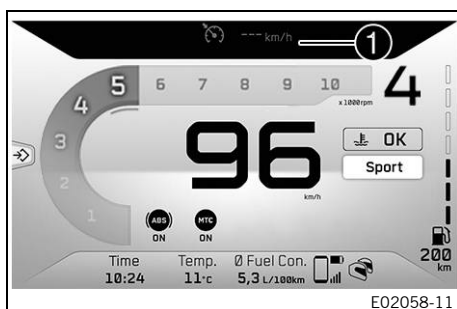 --- km/h
1
5 6 7 8 9 10
4
4
x 1000rpm
3
2
1
96
km/h
OK
Sport
(ABS) MTC
ON ON
200
km
Time Temp. Ø Fuel Con.
10:24 11°C 5,3 L/100km
E02058-11